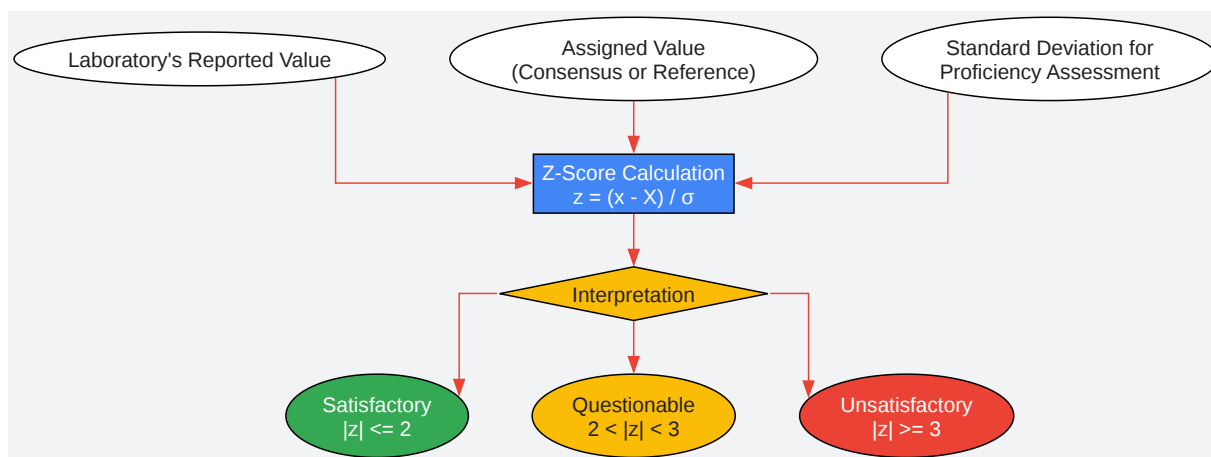 Laboratory's Reported Value
Assigned Value
(Consensus or Reference)
Standard Deviation for
Proficiency Assessment
Z-Score Calculation
z = (x - X) / σ
Interpretation
Satisfactory
|z| <= 2
Questionable
2 < |z| < 3
Unsatisfactory
|z| >= 3